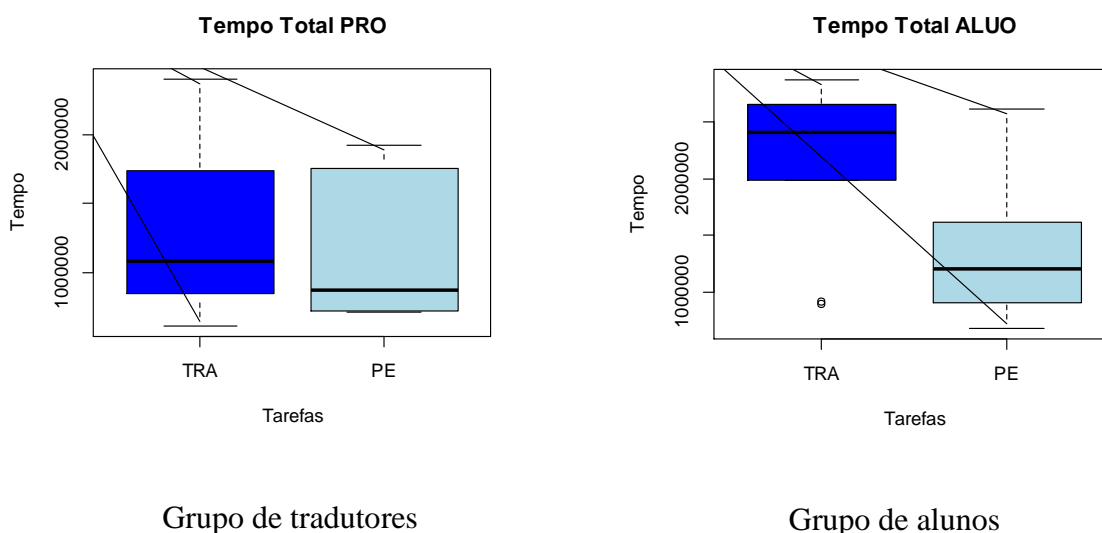 Tempo Total PRO
Tempo
2000000
1000000
TRA
PE
Tarefas
Grupo de tradutores
Tempo Total ALUO
Tempo
2000000
1000000
TRA
PE
Tarefas
Grupo de alunos